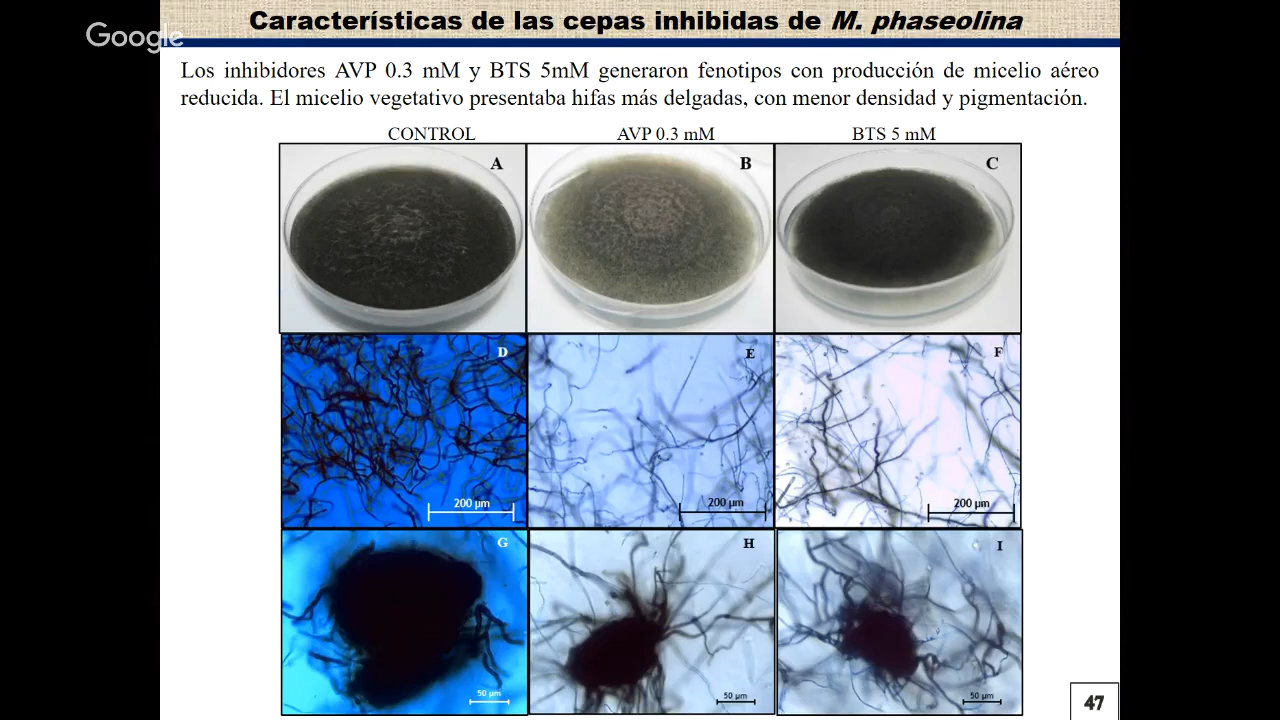 Características de las cepas inhibidas de M. phaseolina
Google
Los inhibidores AVP 0.3 mM y BTS 5mM generaron fenotipos con producción de micelio aéreo
reducida. El micelio vegetativo presentaba hifas más delgadas, con menor densidad y pigmentación.
CONTROL AVP 0.3 mM BTS 5 mM
A B C
D E F
200 µm 200 µm 200 µm
G H I
50 µm 50 µm 50 µm
47